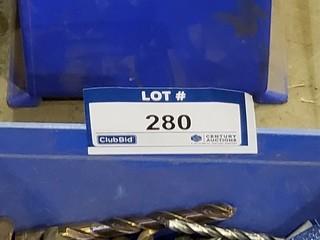 LOT #
280
ClubBid
CENTURY
AUCTIONS